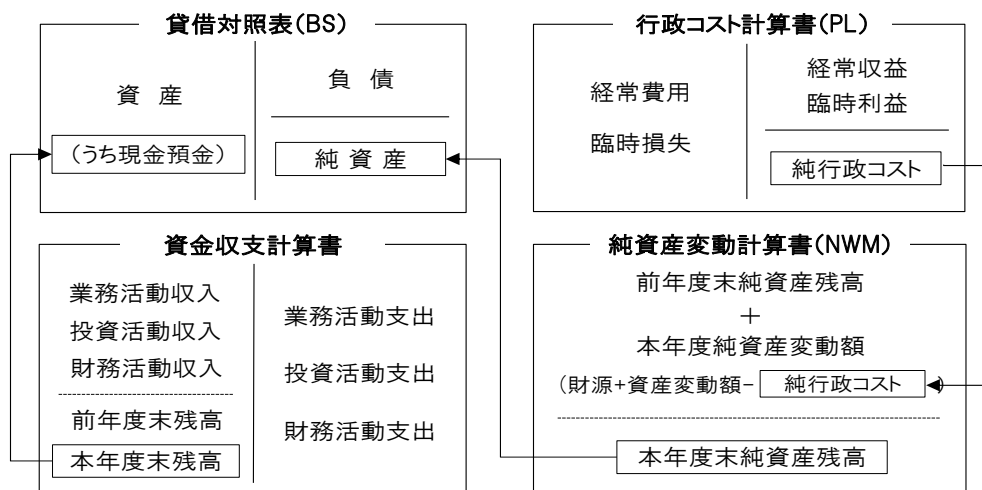 貸借対照表(BS)
資 産
(うち現金預金)
負 債
純 資 産
行政コスト計算書(PL)
経常費用
臨時損失
経常収益
臨時利益
純行政コスト
資金収支計算書
業務活動収入
投資活動収入
財務活動収入
前年度末残高
本年度末残高
業務活動支出
投資活動支出
財務活動支出
純資産変動計算書(NWM)
前年度末純資産残高
+
本年度純資産変動額
(財源+資産変動額- 純行政コスト )
本年度末純資産残高